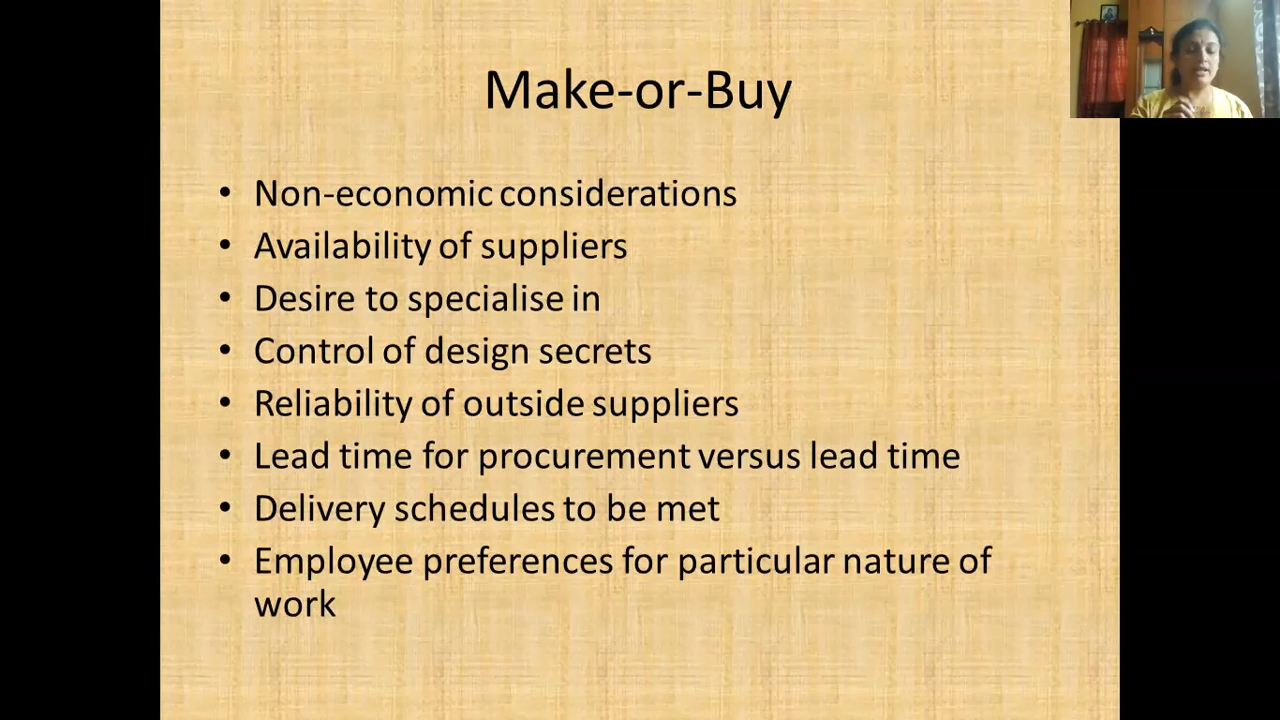 Make-or-Buy
• Non-economic considerations
• Availability of suppliers
• Desire to specialise in
• Control of design secrets
• Reliability of outside suppliers
• Lead time for procurement versus lead time
• Delivery schedules to be met
• Employee preferences for particular nature of
work